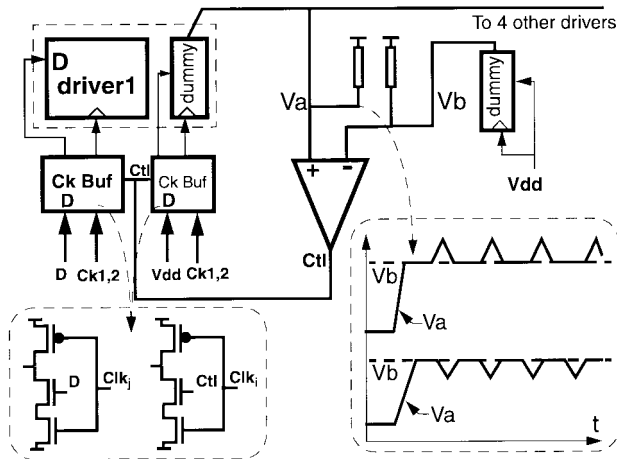 To 4 other drivers
D
driver1
dummy
Va
Vb
dummy
Vdd
Ck Buf
D
Ctl
Ck Buf
D
+ -
Ctl
D Ck1,2 Vdd Ck1,2
D Clkj
Ctl Clki
Vb
Va
Vb
Va
t